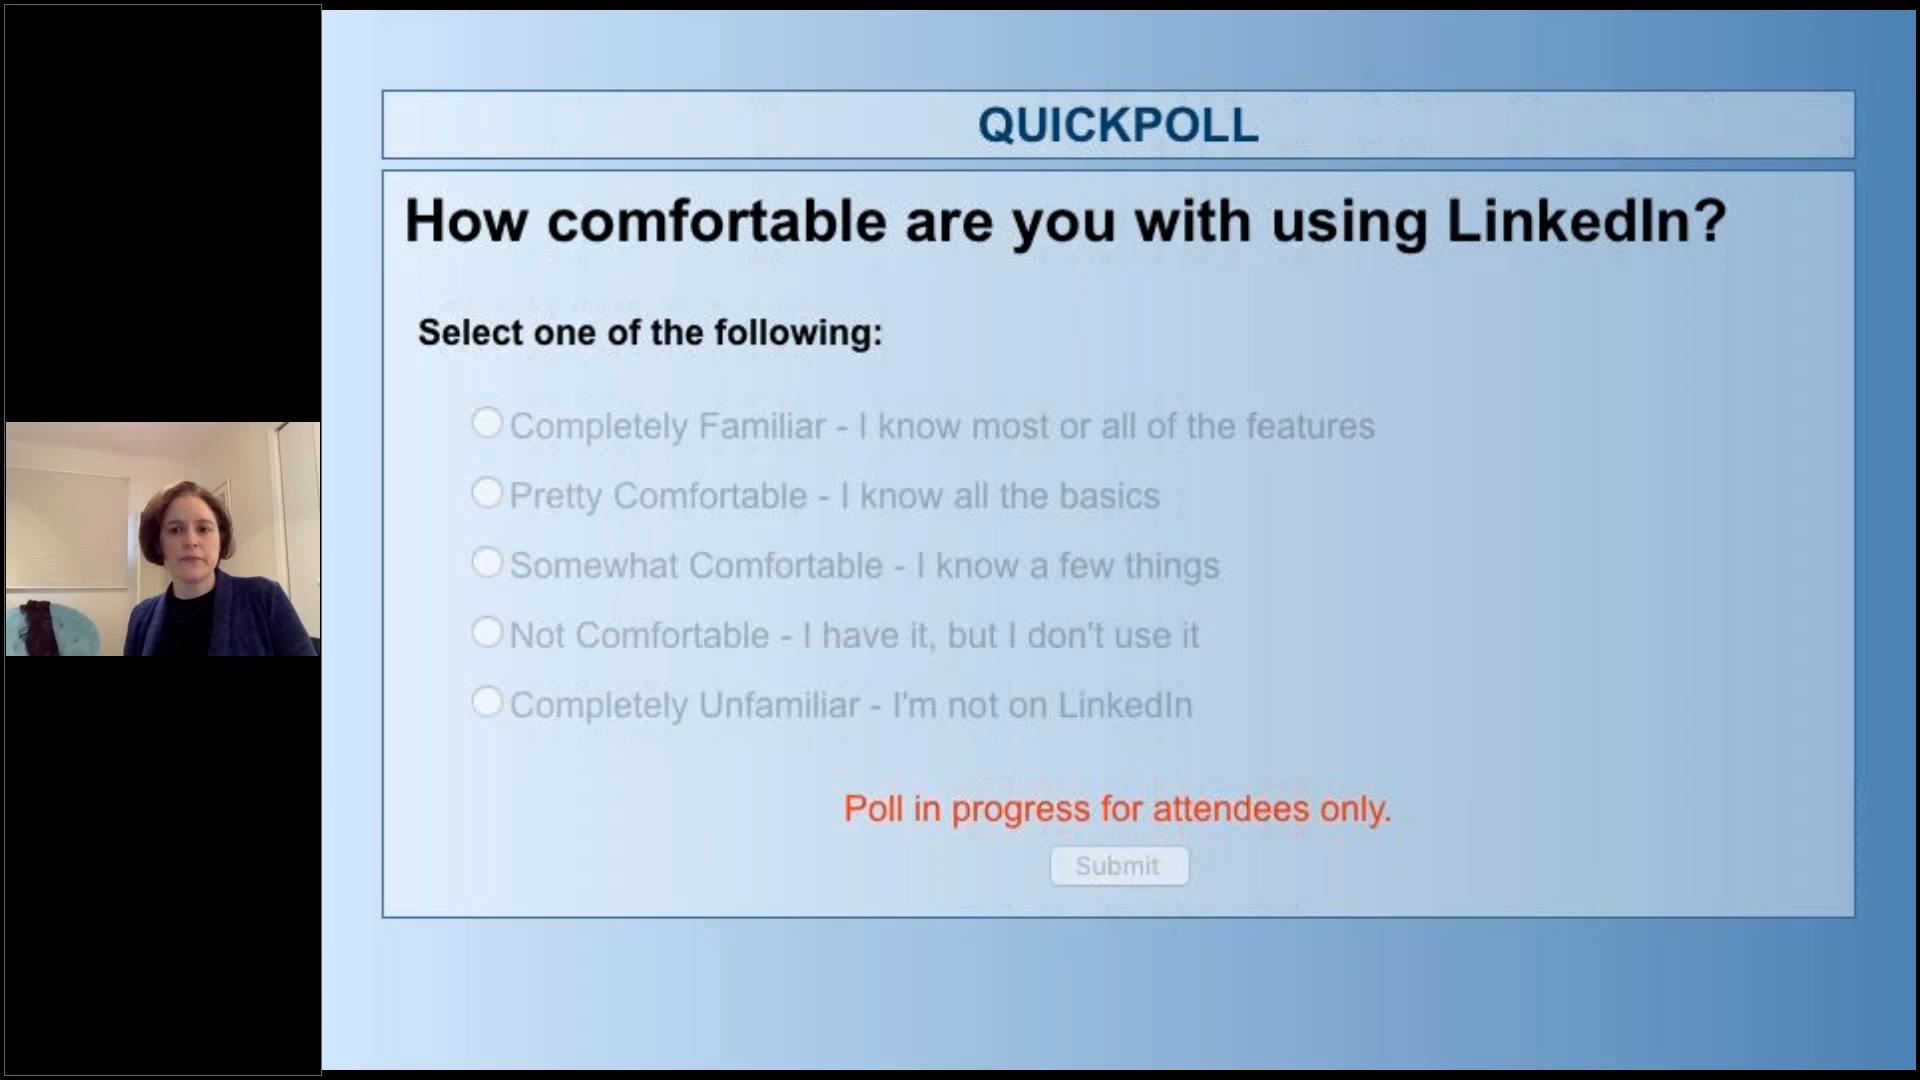 QUICKPOLL
How comfortable are you with using LinkedIn?
Select one of the following:
Completely Familiar - I know most or all of the features
Pretty Comfortable - I know all the basics
Somewhat Comfortable - I know a few things
Not Comfortable - I have it, but I don't use it
Completely Unfamiliar - I'm not on LinkedIn
Poll in progress for attendees only.
Submit